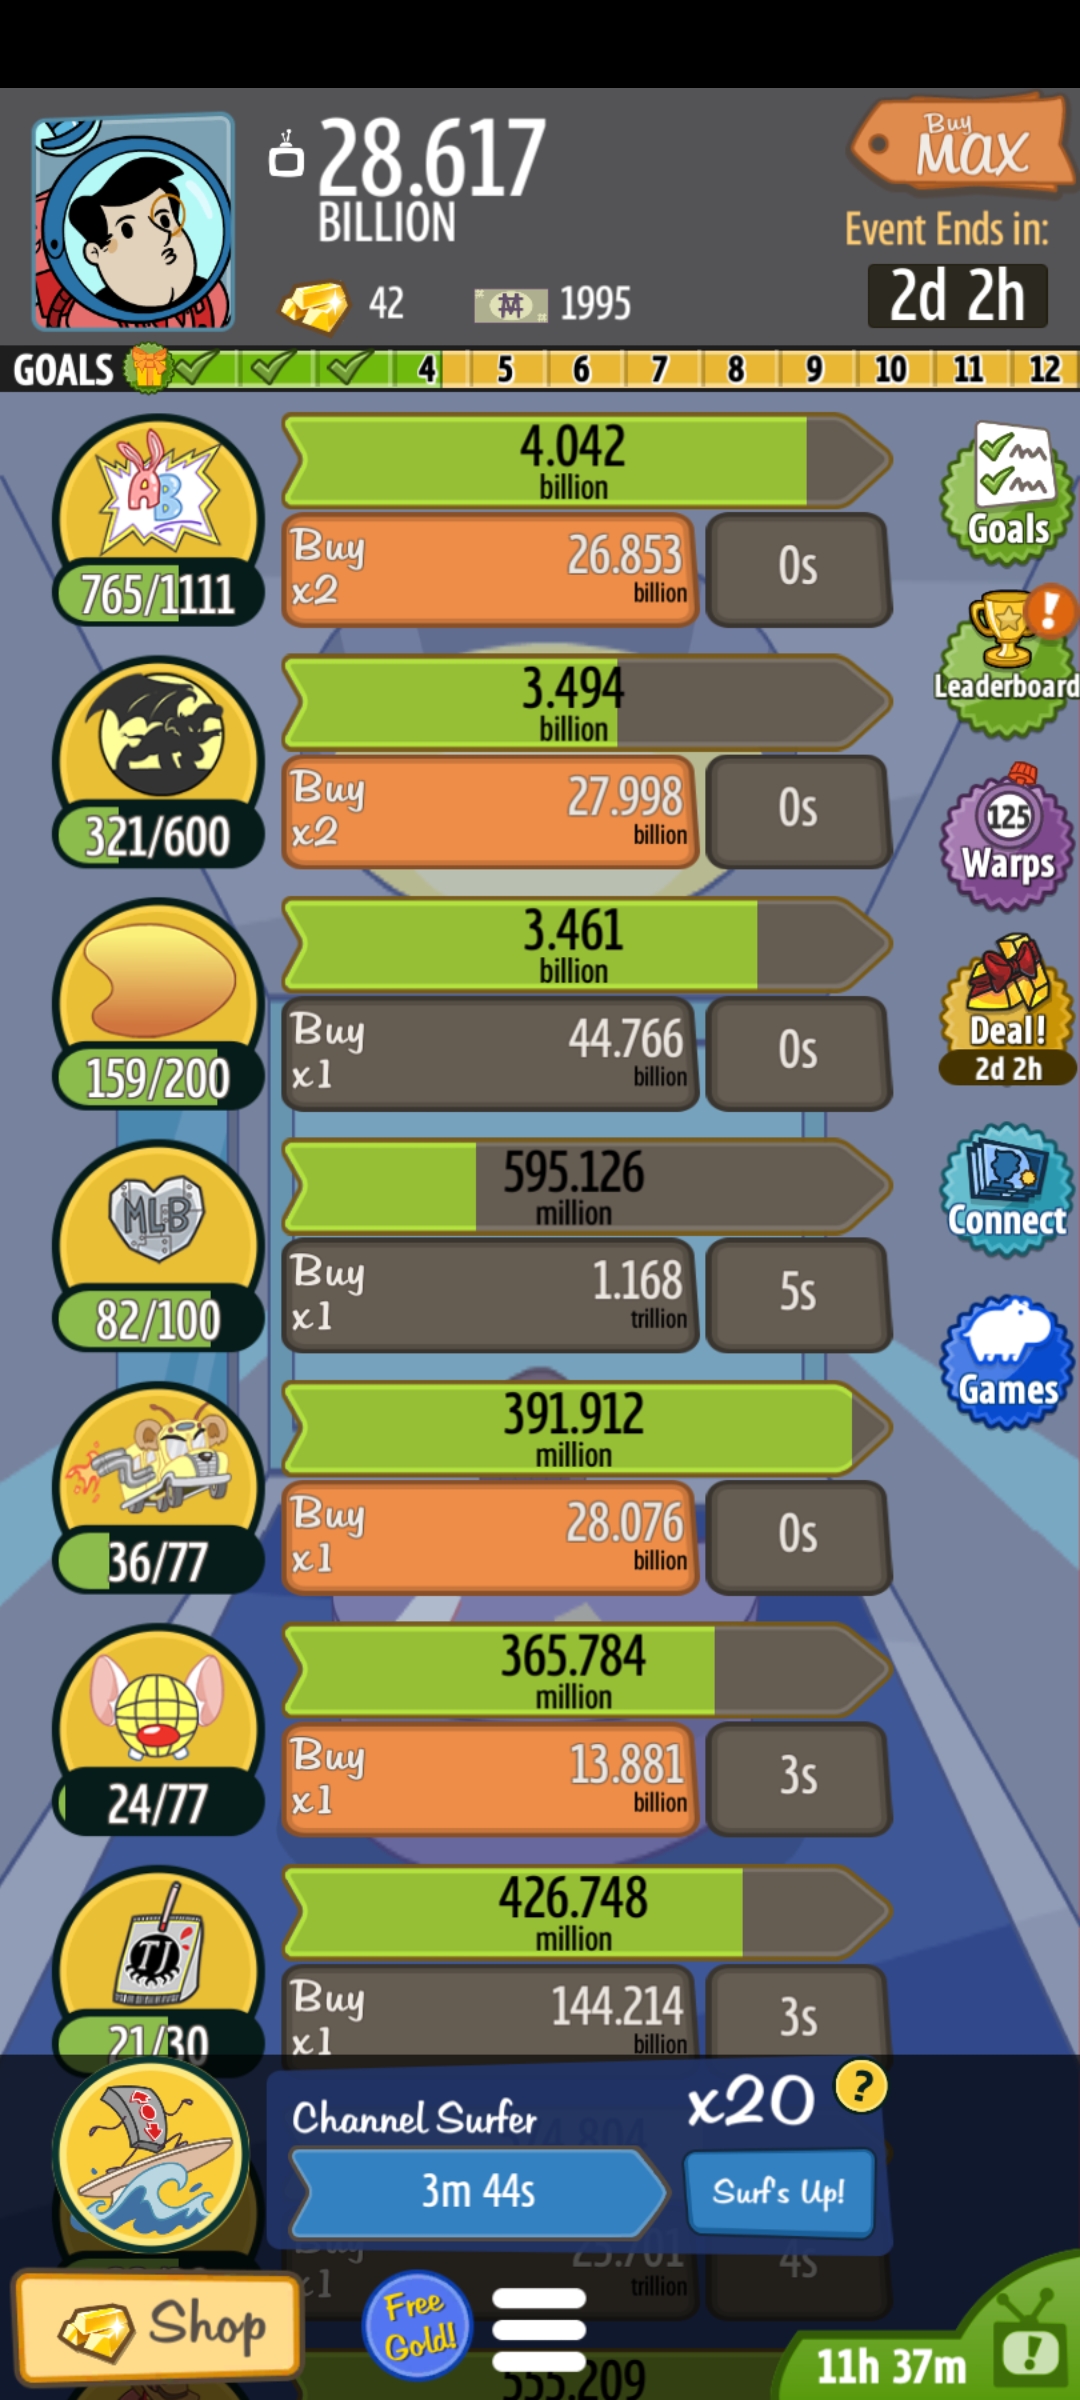 28.617
BILLION
42
1995
Buy
MAX
Event Ends in:
2d 2h
GOALS
4
5
6
7
8
9
10
11
12
AB
765/1111
4.042
billion
Buy
x2
26.853
billion
0s
Goals
321/600
3.494
billion
Buy
x2
27.998
billion
0s
!
Leaderboard
125
Warps
159/200
3.461
billion
Buy
x1
44.766
billion
0s
Deal!
2d 2h
MLB
82/100
595.126
million
Buy
x1
1.168
trillion
5s
Connect
Games
36/77
391.912
million
Buy
x1
28.076
billion
0s
24/77
365.784
million
Buy
x1
13.881
billion
3s
TJ
21/30
426.748
million
Buy
x1
144.214
billion
3s
Channel Surfer
x20
?
3m 44s
Surf's Up!
Buy
x1
trillion
4s
Shop
Free
Gold!
555.209
11h 37m
!